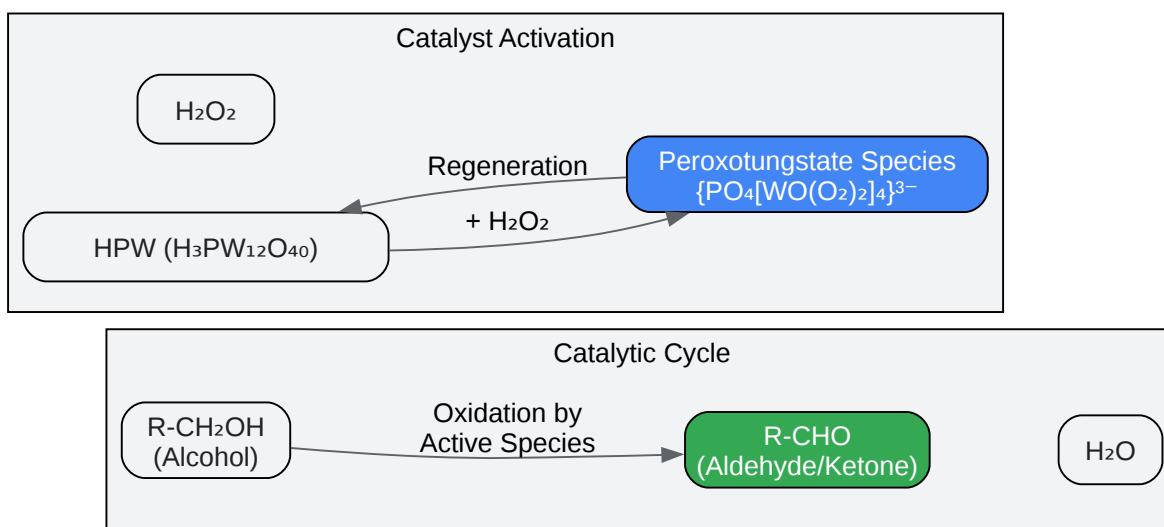 Catalyst Activation
H₂O₂
Regeneration
Peroxotungstate Species
{PO₄[WO(O₂)₂]₄}³⁻
+ H₂O₂
HPW (H₃PW₁₂O₄₀)
Catalytic Cycle
R-CH₂OH
(Alcohol)
Oxidation by
Active Species
R-CHO
(Aldehyde/Ketone)
H₂O